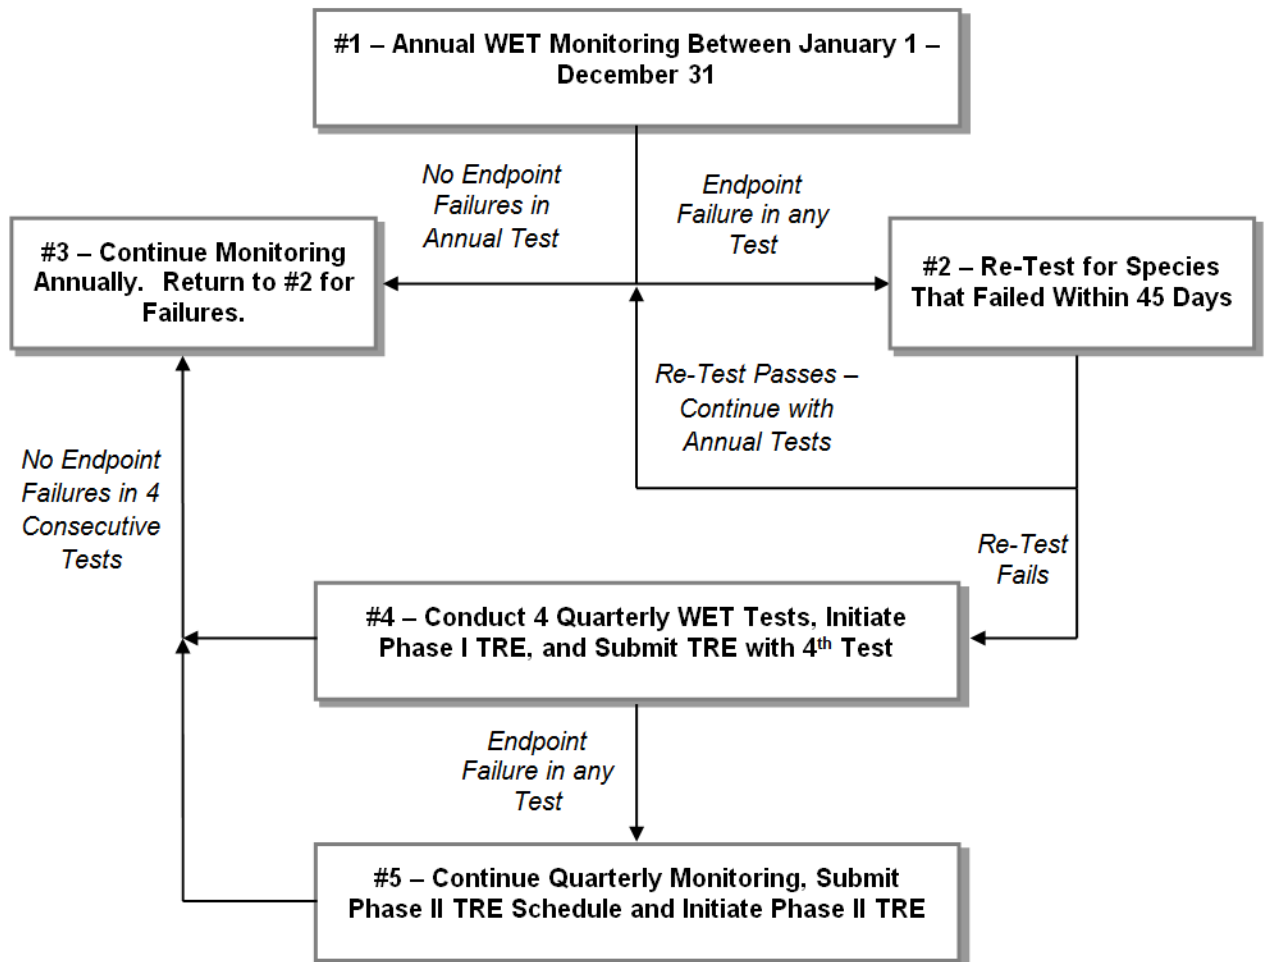 #1 – Annual WET Monitoring Between January 1 –
December 31
No Endpoint
Failures in
Annual Test
Endpoint
Failure in any
Test
#3 – Continue Monitoring
Annually.  Return to #2 for
Failures.
#2 – Re-Test for Species
That Failed Within 45 Days
Re-Test Passes –
Continue with
Annual Tests
No Endpoint
Failures in 4
Consecutive
Tests
Re-Test
Fails
#4 – Conduct 4 Quarterly WET Tests, Initiate
Phase I TRE, and Submit TRE with 4th Test
Endpoint
Failure in any
Test
#5 – Continue Quarterly Monitoring, Submit
Phase II TRE Schedule and Initiate Phase II TRE